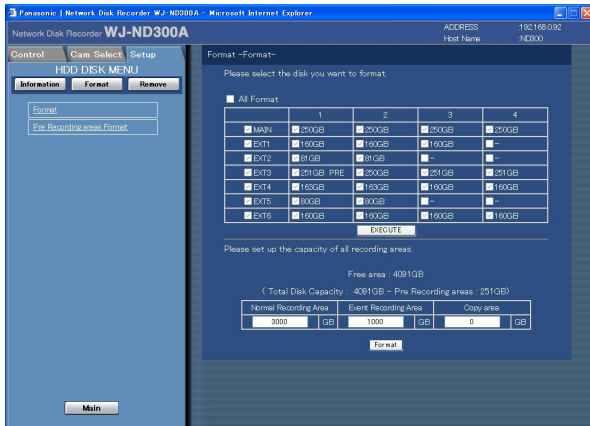 Panasonic | Network Disk Recorder WJ-ND300A - Microsoft Internet Explorer
Network Disk Recorder WJ-ND300A
ADDRESS :192.168.0.92
Host Name :ND300
Control Cam Select Setup
HDD DISK MENU
Information Format Remove
Format
Pre Recording areas Format
Main
Format -Format-
Please select the disk you want to format
All Format
1 2 3 4
MAIN 250GB 250GB 250GB 250GB
EXT1 160GB 160GB 160GB -
EXT2 81GB 81GB - -
EXT3 251GB PRE 250GB 251GB 251GB
EXT4 163GB 163GB 160GB 160GB
EXT5 80GB 80GB - -
EXT6 160GB 160GB 160GB 160GB
EXECUTE
Please set up the capacity of all recording areas.
Free area : 4091GB
( Total Disk Capacity : 4091GB - Pre Recording areas : 251GB)
Normal Recording Area Event Recording Area Copy area
3000 GB 1000 GB 0 GB
Format